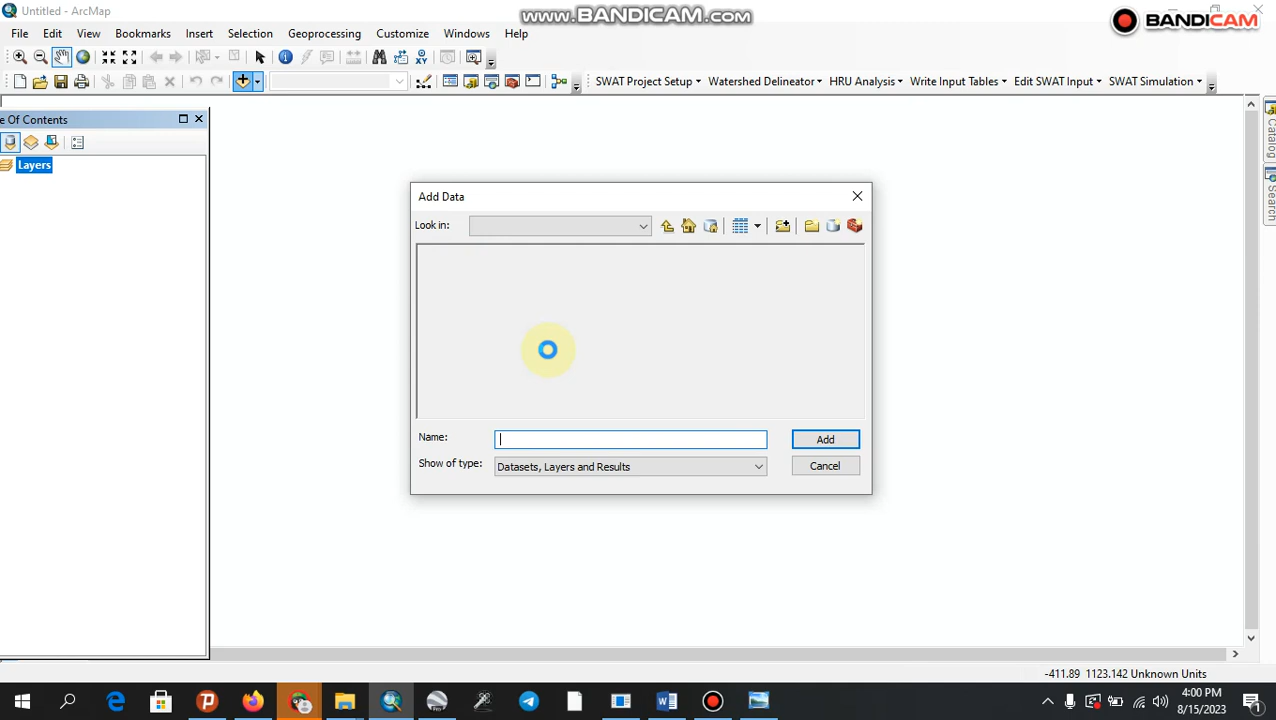 Untitled - ArcMap
www.BANDICAM.com
BANDICAM
File Edit View Bookmarks Insert Selection Geoprocessing Customize Windows Help
SWAT Project Setup Watershed Delineator HRU Analysis Write Input Tables Edit SWAT Input SWAT Simulation
e Of Contents
Layers
Catalog
Search
Add Data
Look in:
Name:
Add
Show of type: Datasets, Layers and Results
Cancel
-411.89 1123.142 Unknown Units
4:00 PM
8/15/2023
1